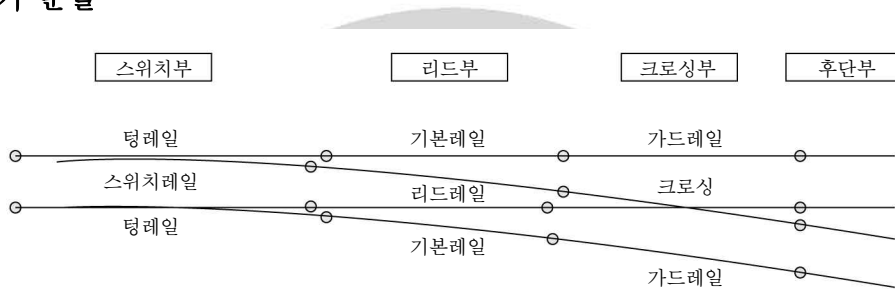 스위치부 리드부 크로싱부 후단부
텅레일 기본레일 가드레일
스위치레일 리드레일 크로싱
텅레일 기본레일
가드레일